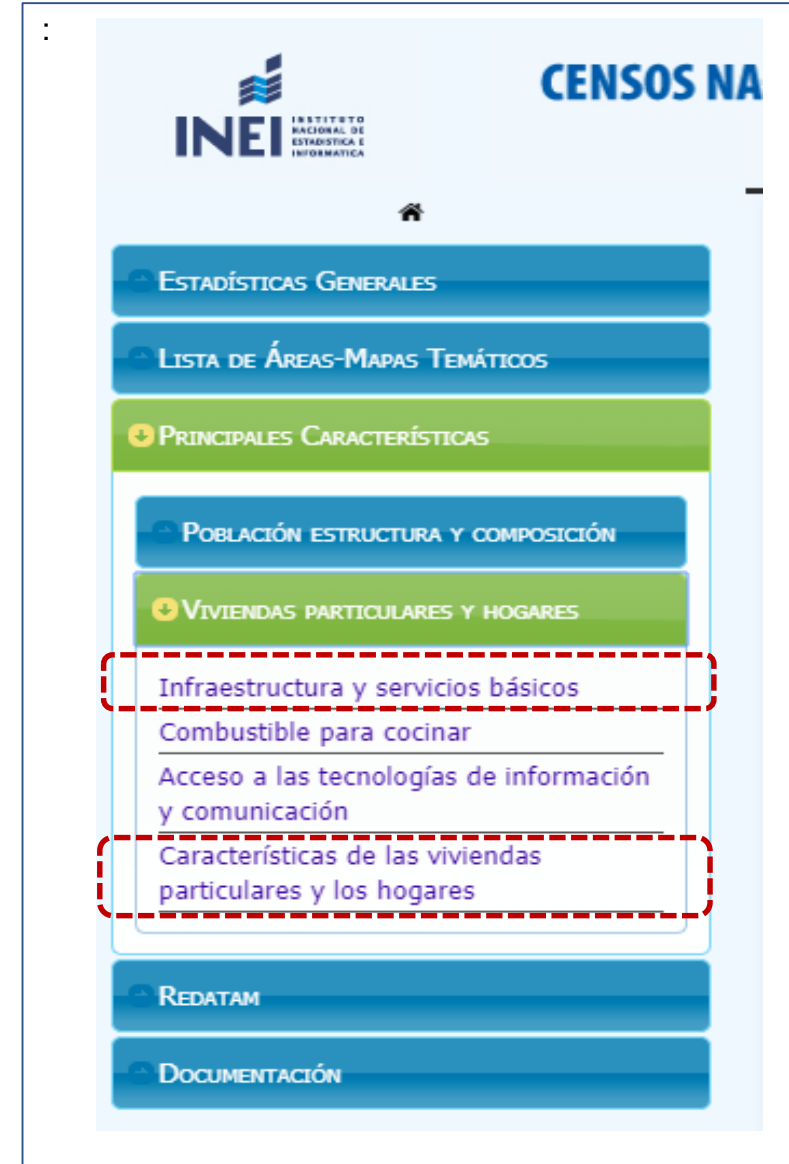 :
CENSOS NA
INEI
INSTITUTO
NACIONAL DE
ESTADISTICA E
INFORMATICA
Estadísticas Generales
Lista de Áreas-Mapas Temáticos
Principales Características
Población estructura y composición
Viviendas particulares y hogares
Infraestructura y servicios básicos
Combustible para cocinar
Acceso a las tecnologías de información
y comunicación
Características de las viviendas
particulares y los hogares
Redatam
Documentación